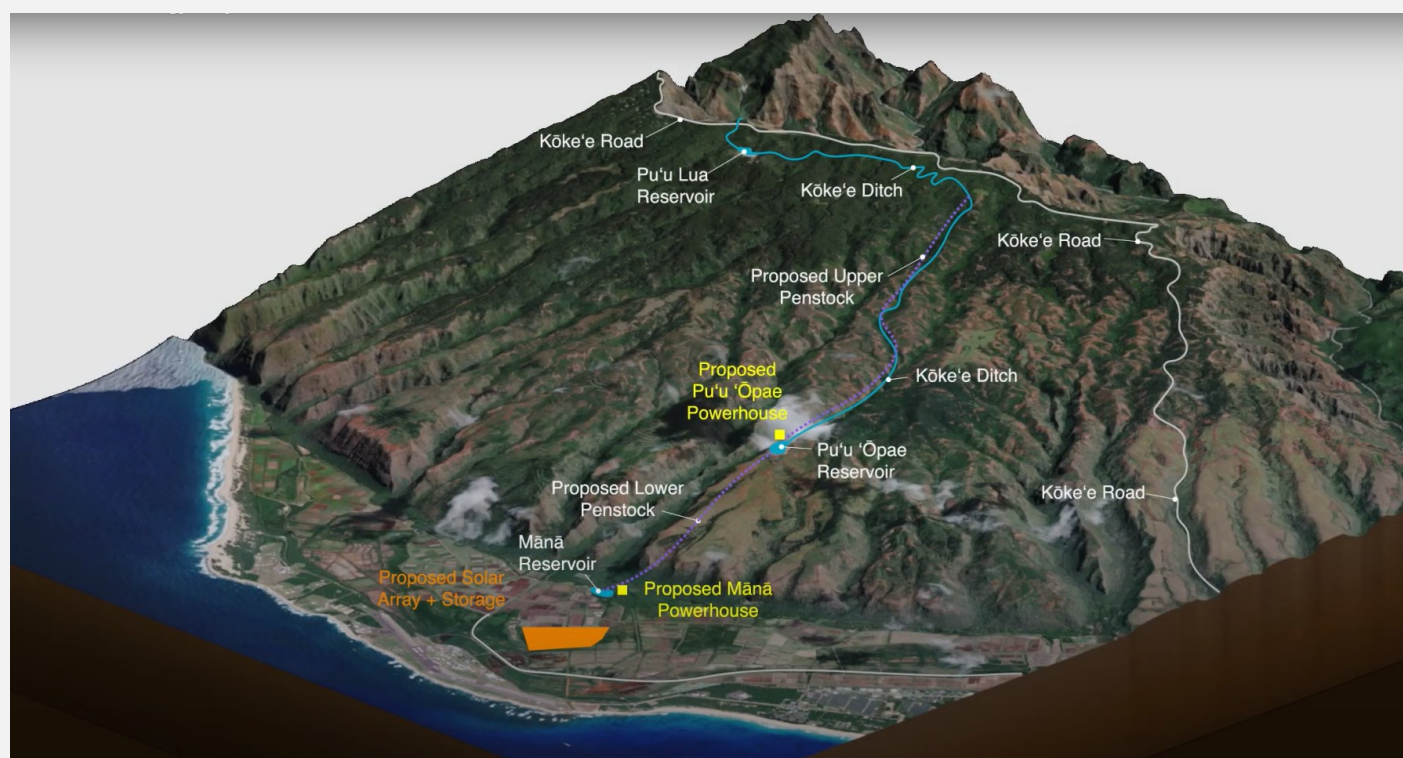 Kōkeʻe Road
Puʻu Lua
Reservoir
Kōkeʻe Ditch
Kōkeʻe Road
Proposed Upper
Penstock
Proposed
Puʻu ʻŌpae
Powerhouse
Kōkeʻe Ditch
Puʻu ʻŌpae
Reservoir
Proposed Lower
Penstock
Kōkeʻe Road
Mānā
Reservoir
Proposed Solar
Array + Storage
Proposed Mānā
Powerhouse